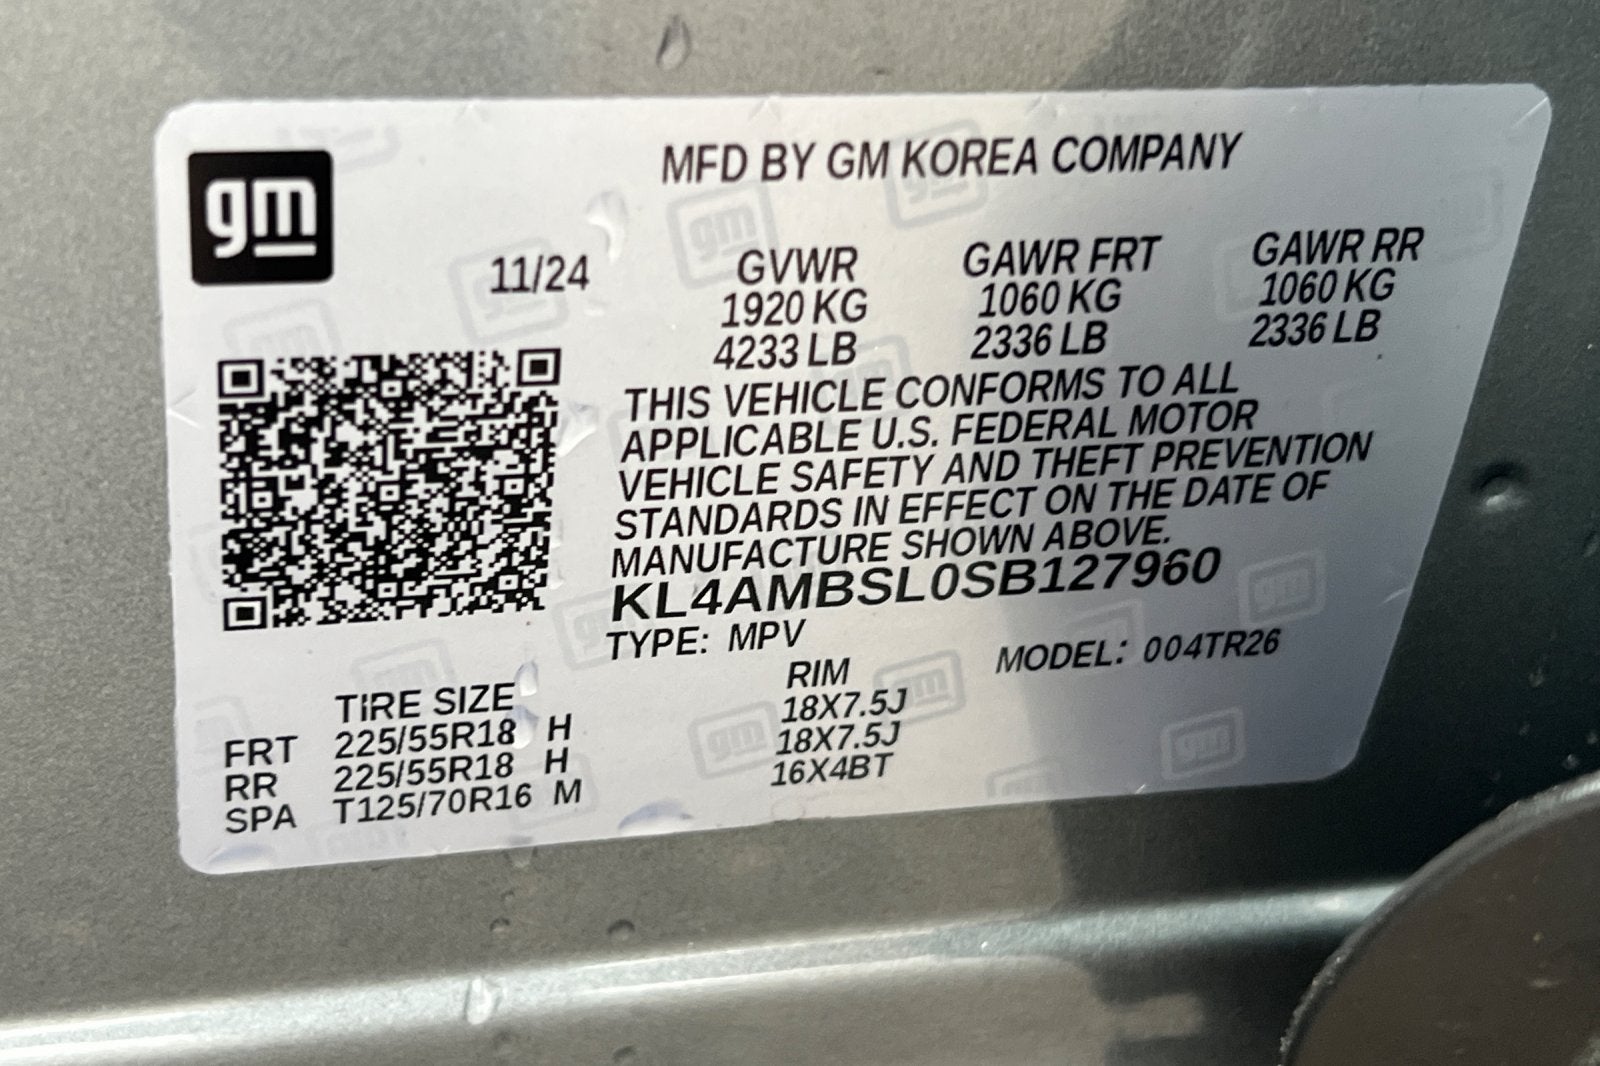 gm
MFD BY GM KOREA COMPANY
11/24 GVWR GAWR FRT GAWR RR
1920 KG 1060 KG 1060 KG
4233 LB 2336 LB 2336 LB
THIS VEHICLE CONFORMS TO ALL
APPLICABLE U.S. FEDERAL MOTOR
VEHICLE SAFETY AND THEFT PREVENTION
STANDARDS IN EFFECT ON THE DATE OF
MANUFACTURE SHOWN ABOVE.
KL4AMBSL0SB127960
TYPE: MPV MODEL: 004TR26
TIRE SIZE RIM
FRT 225/55R18 H 18X7.5J
RR 225/55R18 H 18X7.5J
SPA T125/70R16 M 16X4BT